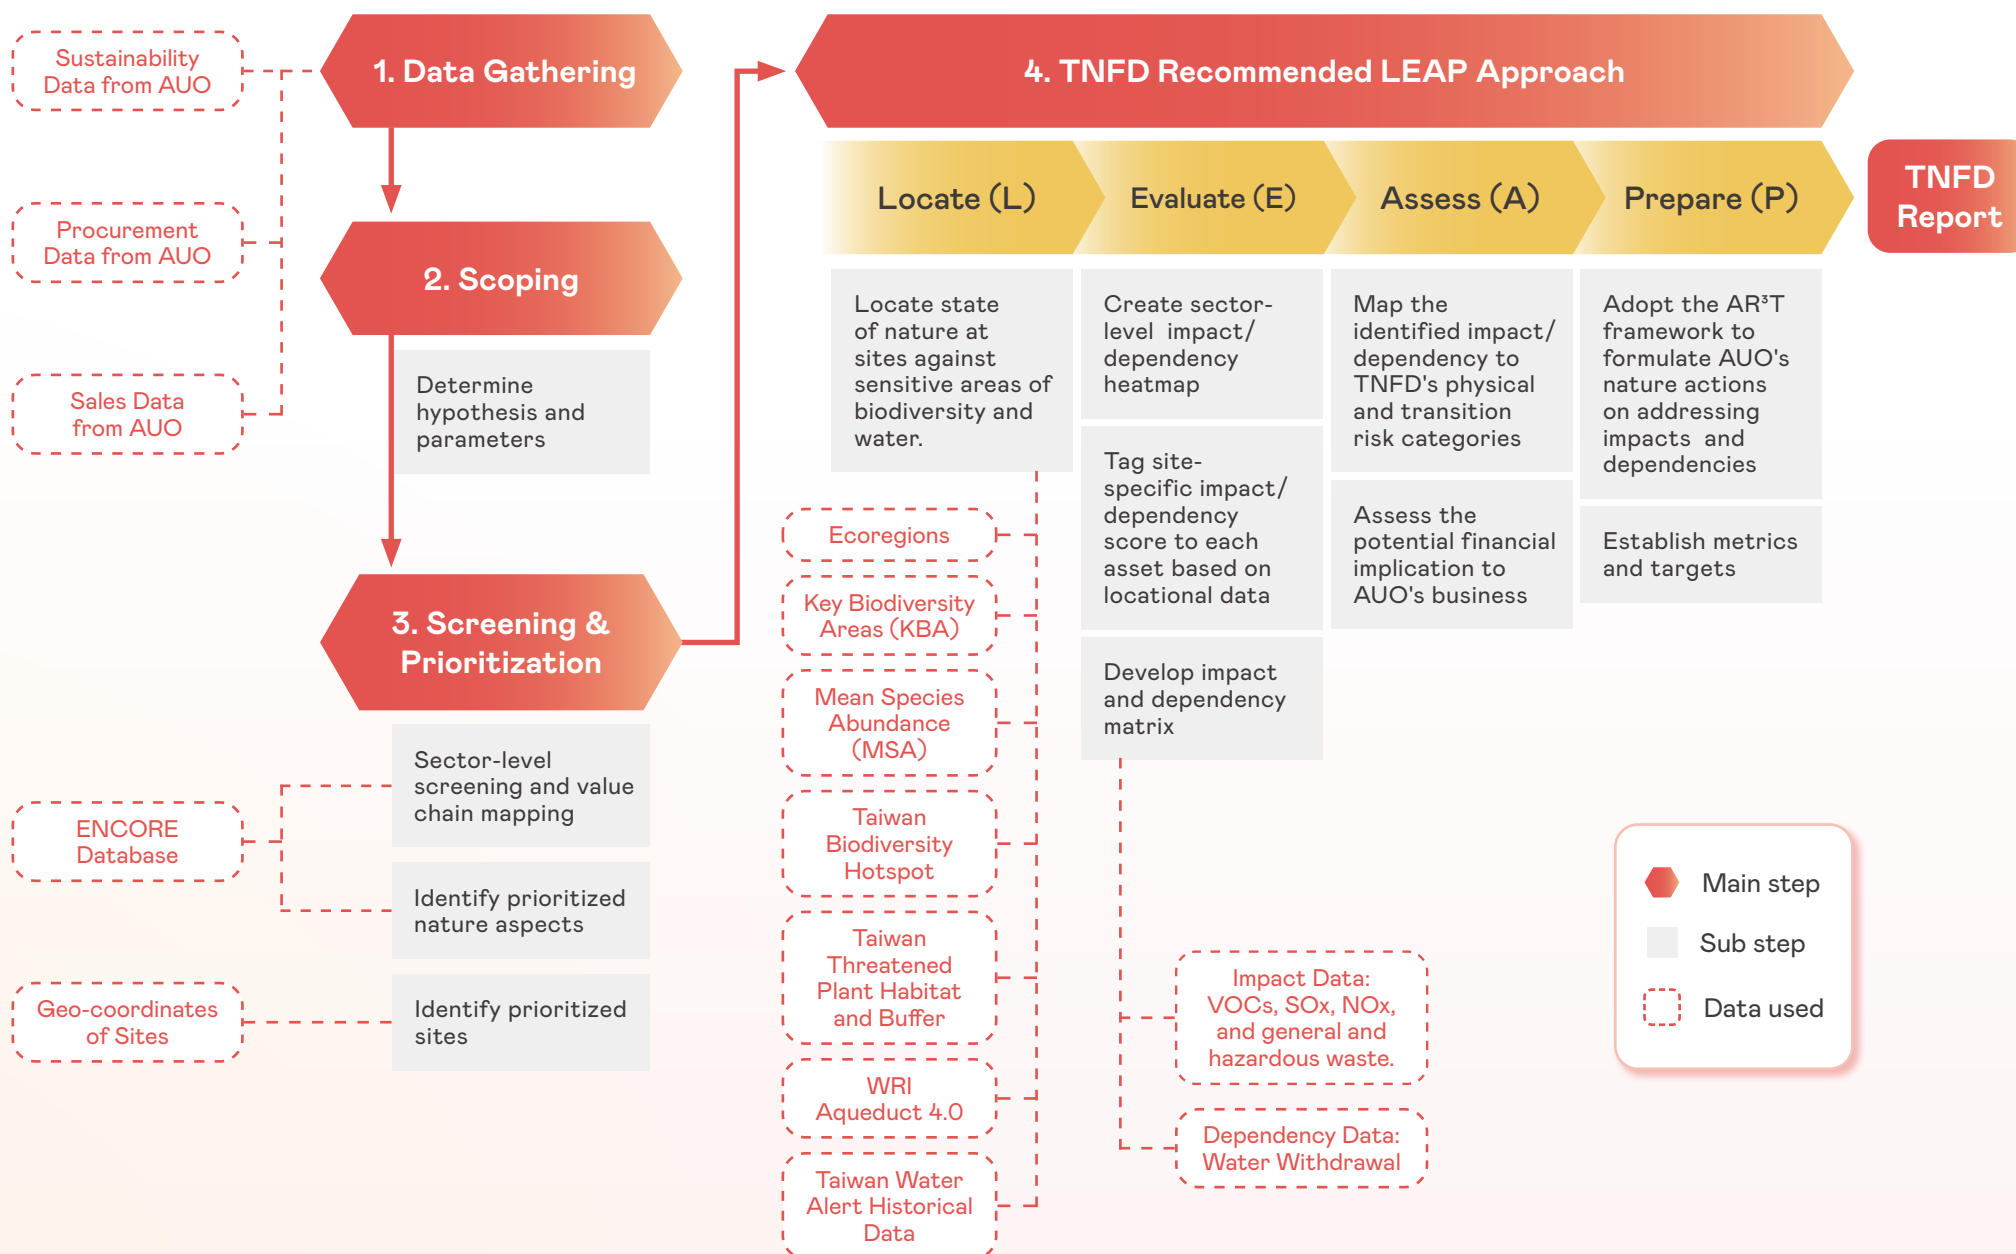 Sustainability
Data from AUO
Procurement
Data from AUO
Sales Data
from AUO
1. Data Gathering
2. Scoping
Determine
hypothesis and
parameters
3. Screening &
Prioritization
Sector-level
screening and value
chain mapping
Identify prioritized
nature aspects
Identify prioritized
sites
ENCORE
Database
Geo-coordinates
of Sites
4. TNFD Recommended LEAP Approach
Locate (L)
Evaluate (E)
Assess (A)
Prepare (P)
TNFD
Report
Locate state
of nature at
sites against
sensitive areas of
biodiversity and
water.
Ecoregions
Key Biodiversity
Areas (KBA)
Mean Species
Abundance
(MSA)
Taiwan
Biodiversity
Hotspot
Taiwan
Threatened
Plant Habitat
and Buffer
WRI
Aqueduct 4.0
Taiwan Water
Alert Historical
Data
Create sector-
level impact/
dependency
heatmap
Tag site-
specific impact/
dependency
score to each
asset based on
locational data
Develop impact
and dependency
matrix
Impact Data:
VOCs, SOx, NOx,
and general and
hazardous waste.
Dependency Data:
Water Withdrawal
Map the
identified impact/
dependency to
TNFD's physical
and transition
risk categories
Assess the
potential financial
implication to
AUO's business
Adopt the AR³T
framework to
formulate AUO's
nature actions
on addressing
impacts and
dependencies
Establish metrics
and targets
Main step
Sub step
Data used